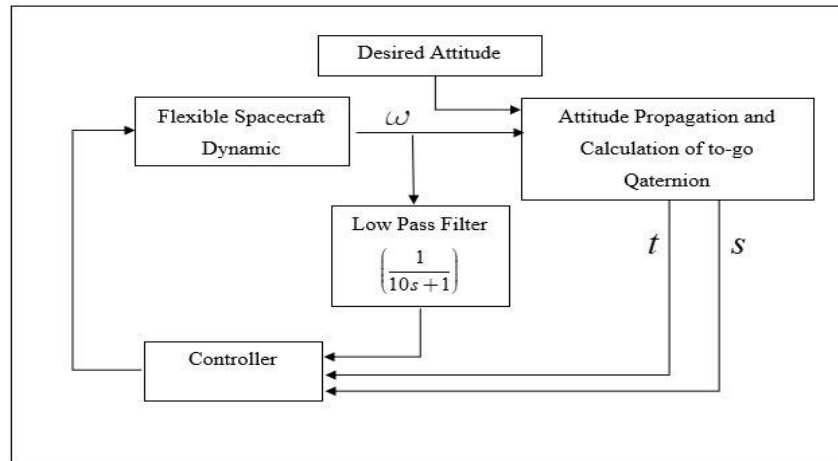 Desired Attitude
Flexible Spacecraft
Dynamic
ω
Attitude Propagation and
Calculation of to-go
Qaternion
Low Pass Filter
(1/(10s+1))
t
s
Controller